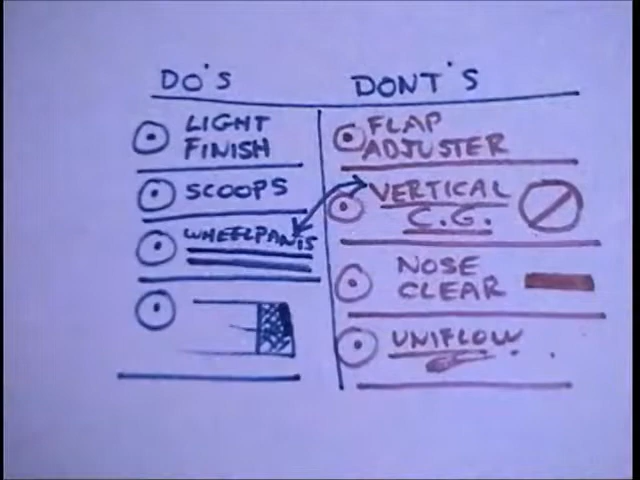 DO'S
DONT'S
LIGHT
FINISH
SCOOPS
WHEELPANTS
FLAP
ADJUSTER
VERTICAL
C.G.
NOSE
CLEAR
UNIFLOW